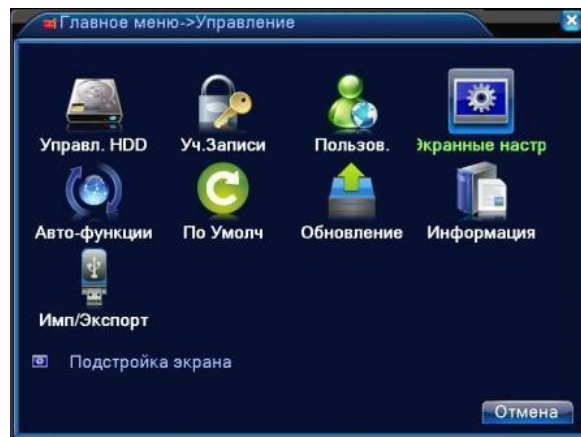 Главное меню->Управление
Управл. HDD Уч.Записи Пользов. Экранные настр
Авто-функции По Умолч Обновление Информация
Имп/Экспорт
Подстройка экрана
Отмена